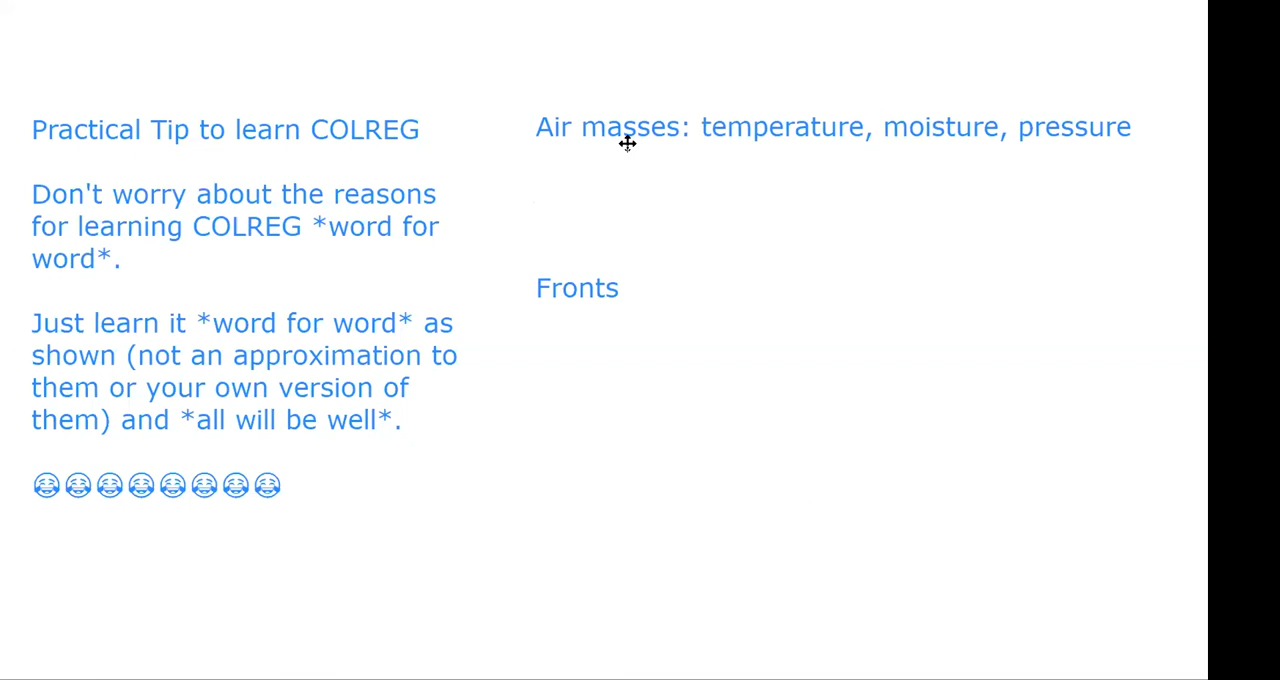 Practical Tip to learn COLREG
Don't worry about the reasons
for learning COLREG *word for
word*.
Just learn it *word for word* as
shown (not an approximation to
them or your own version of
them) and *all will be well*.
😂😂😂😂😂😂😂😂
Air masses: temperature, moisture, pressure
Fronts